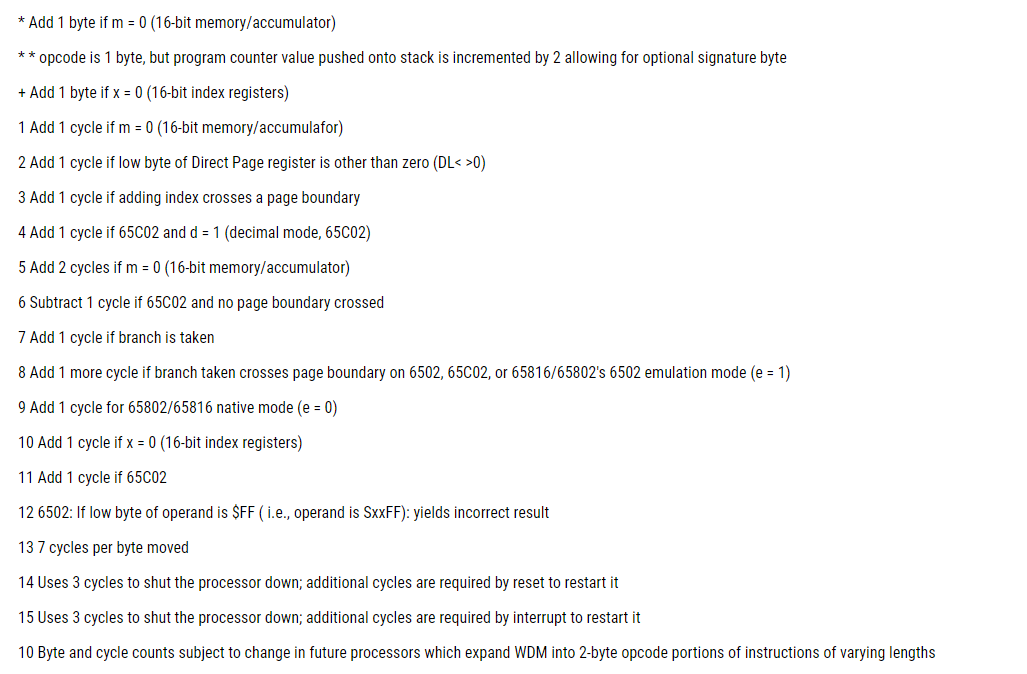 * Add 1 byte if m = 0 (16-bit memory/accumulator)
* * opcode is 1 byte, but program counter value pushed onto stack is incremented by 2 allowing for optional signature byte
+ Add 1 byte if x = 0 (16-bit index registers)
1 Add 1 cycle if m = 0 (16-bit memory/accumulafor)
2 Add 1 cycle if low byte of Direct Page register is other than zero (DL< >0)
3 Add 1 cycle if adding index crosses a page boundary
4 Add 1 cycle if 65C02 and d = 1 (decimal mode, 65C02)
5 Add 2 cycles if m = 0 (16-bit memory/accumulator)
6 Subtract 1 cycle if 65C02 and no page boundary crossed
7 Add 1 cycle if branch is taken
8 Add 1 more cycle if branch taken crosses page boundary on 6502, 65C02, or 65816/65802's 6502 emulation mode (e = 1)
9 Add 1 cycle for 65802/65816 native mode (e = 0)
10 Add 1 cycle if x = 0 (16-bit index registers)
11 Add 1 cycle if 65C02
12 6502: If low byte of operand is $FF ( i.e., operand is SxxFF): yields incorrect result
13 7 cycles per byte moved
14 Uses 3 cycles to shut the processor down; additional cycles are required by reset to restart it
15 Uses 3 cycles to shut the processor down; additional cycles are required by interrupt to restart it
10 Byte and cycle counts subject to change in future processors which expand WDM into 2-byte opcode portions of instructions of varying lengths